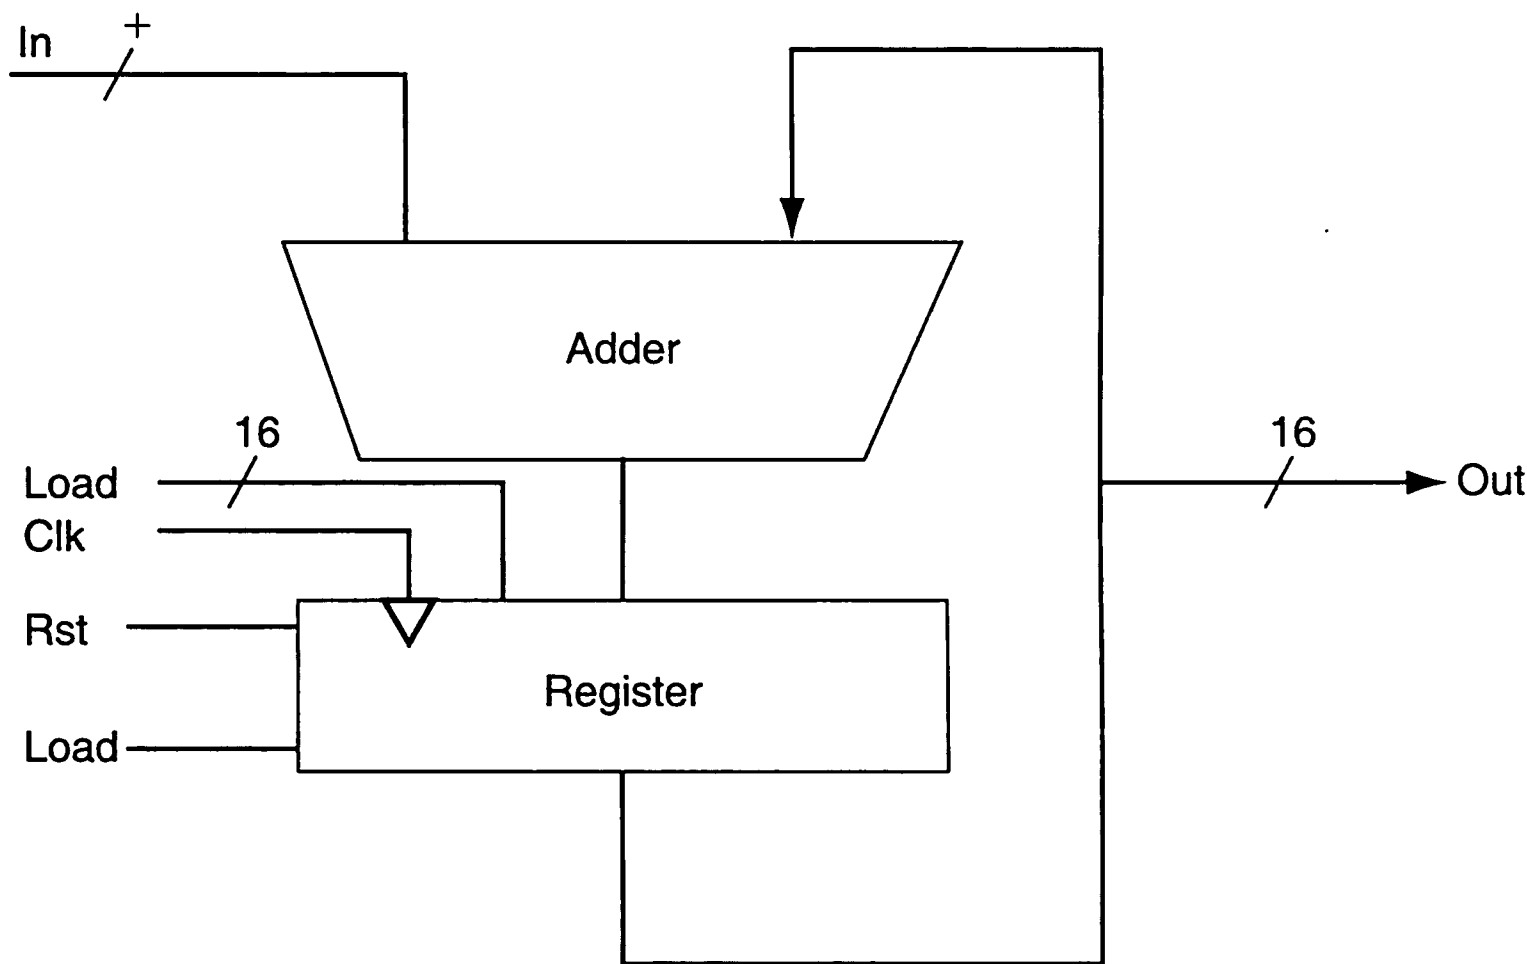 In
+
Adder
16
Load
Clk
16
Out
Rst
Register
Load